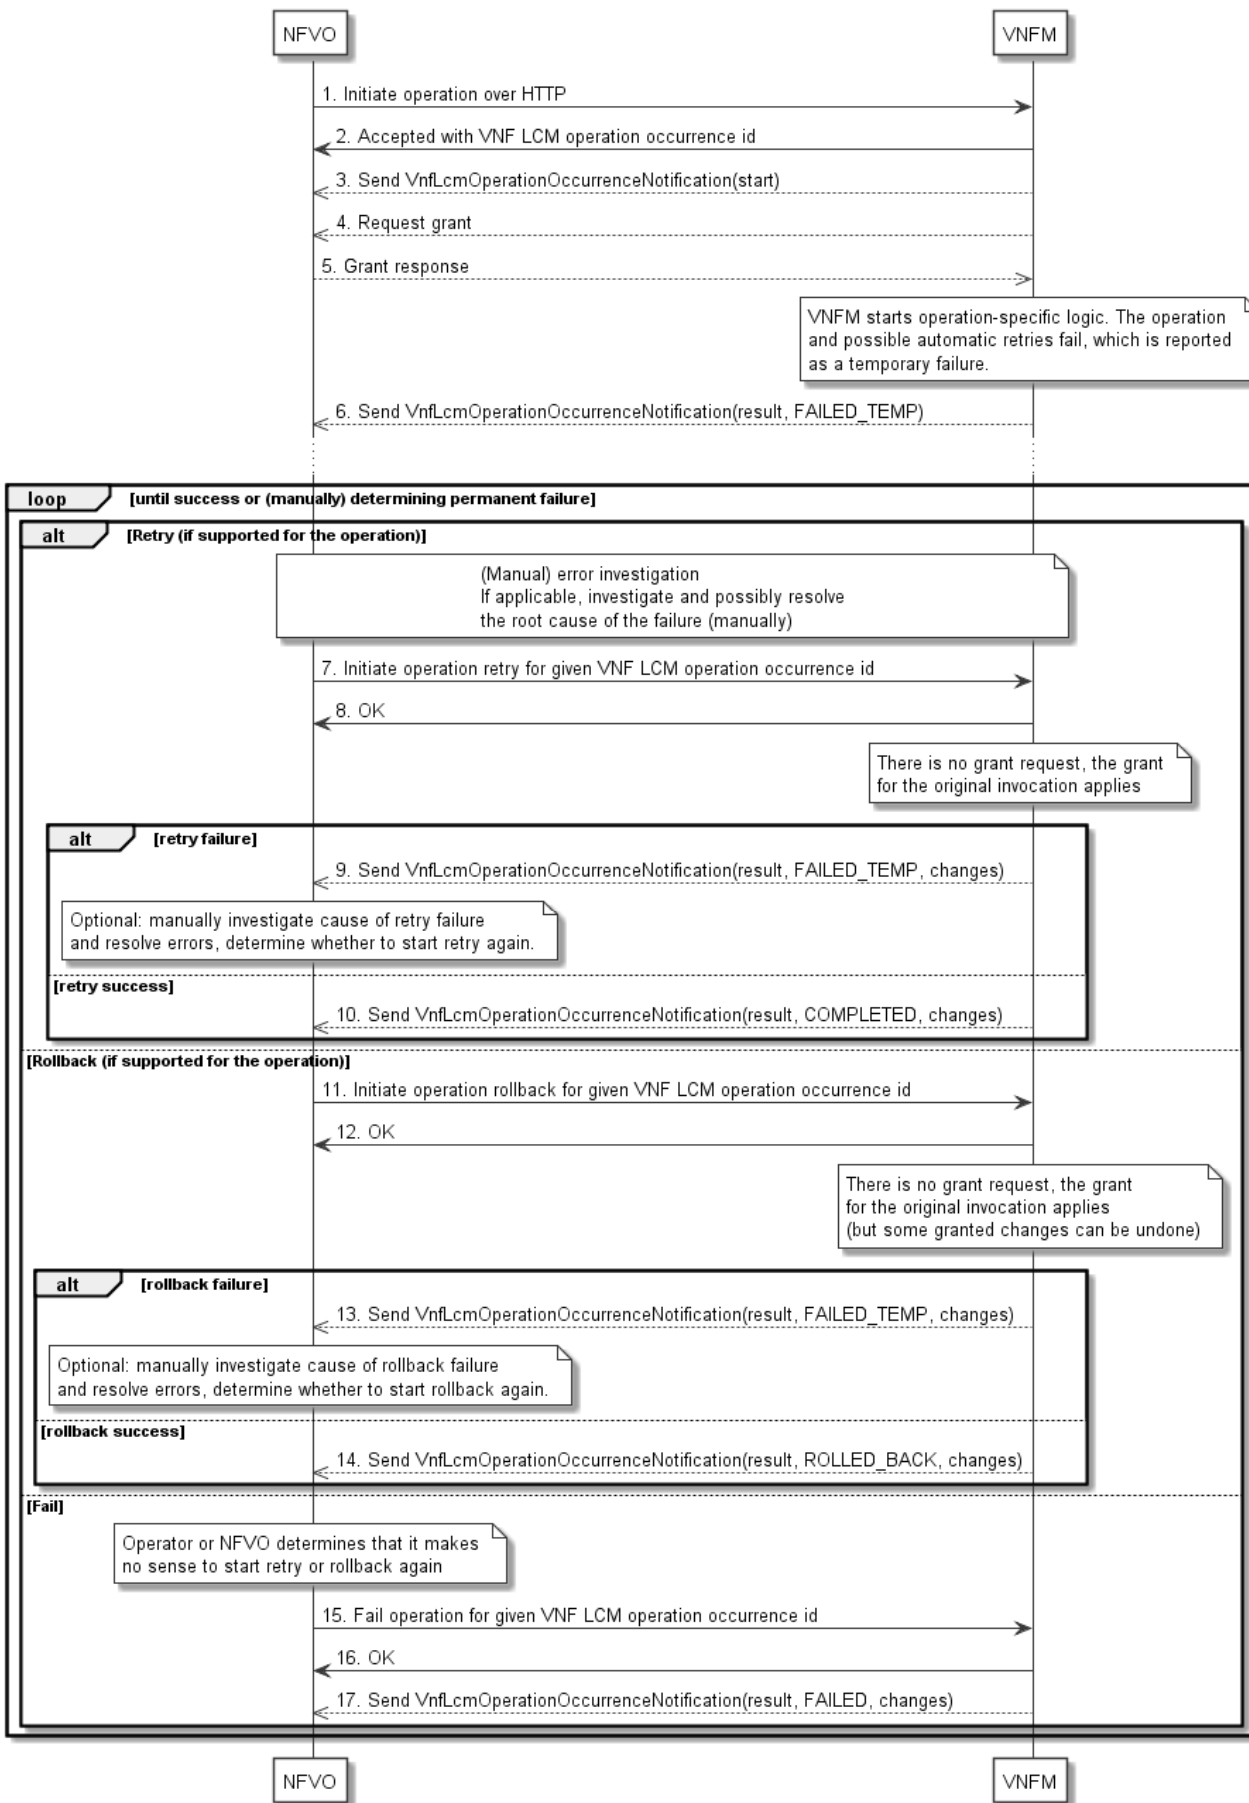 NFVO
VNFM
1. Initiate operation over HTTP
2. Accepted with VNF LCM operation occurrence id
3. Send VnfLcmOperationOccurrenceNotification(start)
4. Request grant
5. Grant response
VNFM starts operation-specific logic. The operation
and possible automatic retries fail, which is reported
as a temporary failure.
6. Send VnfLcmOperationOccurrenceNotification(result, FAILED_TEMP)
loop [until success or (manually) determining permanent failure]
alt [Retry (if supported for the operation)]
(Manual) error investigation
If applicable, investigate and possibly resolve
the root cause of the failure (manually)
7. Initiate operation retry for given VNF LCM operation occurrence id
8. OK
There is no grant request, the grant
for the original invocation applies
alt [retry failure]
9. Send VnfLcmOperationOccurrenceNotification(result, FAILED_TEMP, changes)
Optional: manually investigate cause of retry failure
and resolve errors, determine whether to start retry again.
[retry success]
10. Send VnfLcmOperationOccurrenceNotification(result, COMPLETED, changes)
[Rollback (if supported for the operation)]
11. Initiate operation rollback for given VNF LCM operation occurrence id
12. OK
There is no grant request, the grant
for the original invocation applies
(but some granted changes can be undone)
alt [rollback failure]
13. Send VnfLcmOperationOccurrenceNotification(result, FAILED_TEMP, changes)
Optional: manually investigate cause of rollback failure
and resolve errors, determine whether to start rollback again.
[rollback success]
14. Send VnfLcmOperationOccurrenceNotification(result, ROLLED_BACK, changes)
[Fail]
Operator or NFVO determines that it makes
no sense to start retry or rollback again
15. Fail operation for given VNF LCM operation occurrence id
16. OK
17. Send VnfLcmOperationOccurrenceNotification(result, FAILED, changes)
NFVO
VNFM